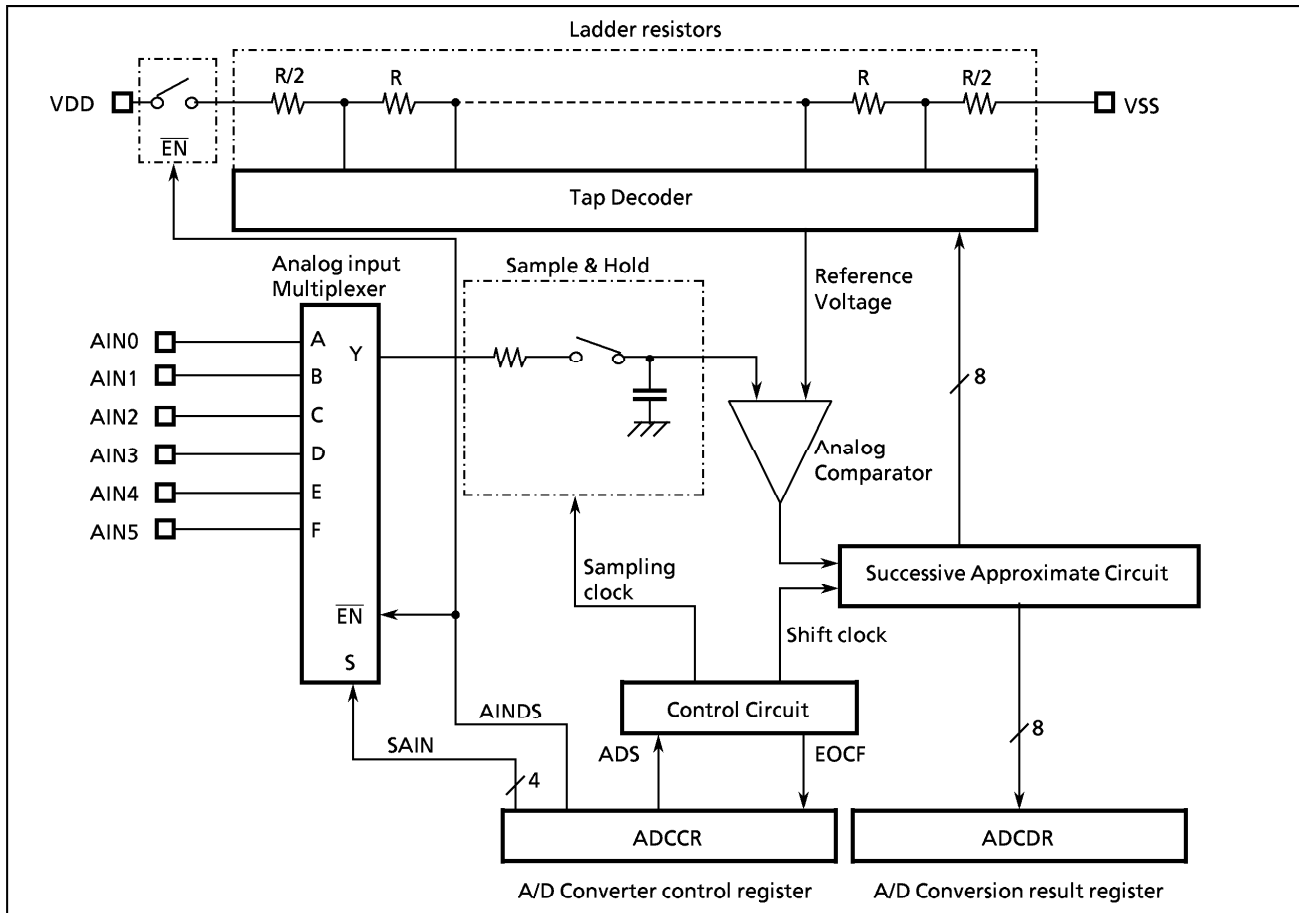 Ladder resistors
R/2
R
R
R/2
VDD
VSS
EN
Tap Decoder
Analog input
Multiplexer
Sample & Hold
Reference
Voltage
AIN0
AIN1
AIN2
AIN3
AIN4
AIN5
A
B
C
D
E
F
Y
EN
S
8
Analog
Comparator
Sampling
clock
Successive Approximate Circuit
Shift clock
Control Circuit
AINDS
SAIN
4
ADS
EOCF
8
ADCCR
ADCDR
A/D Converter control register
A/D Conversion result register